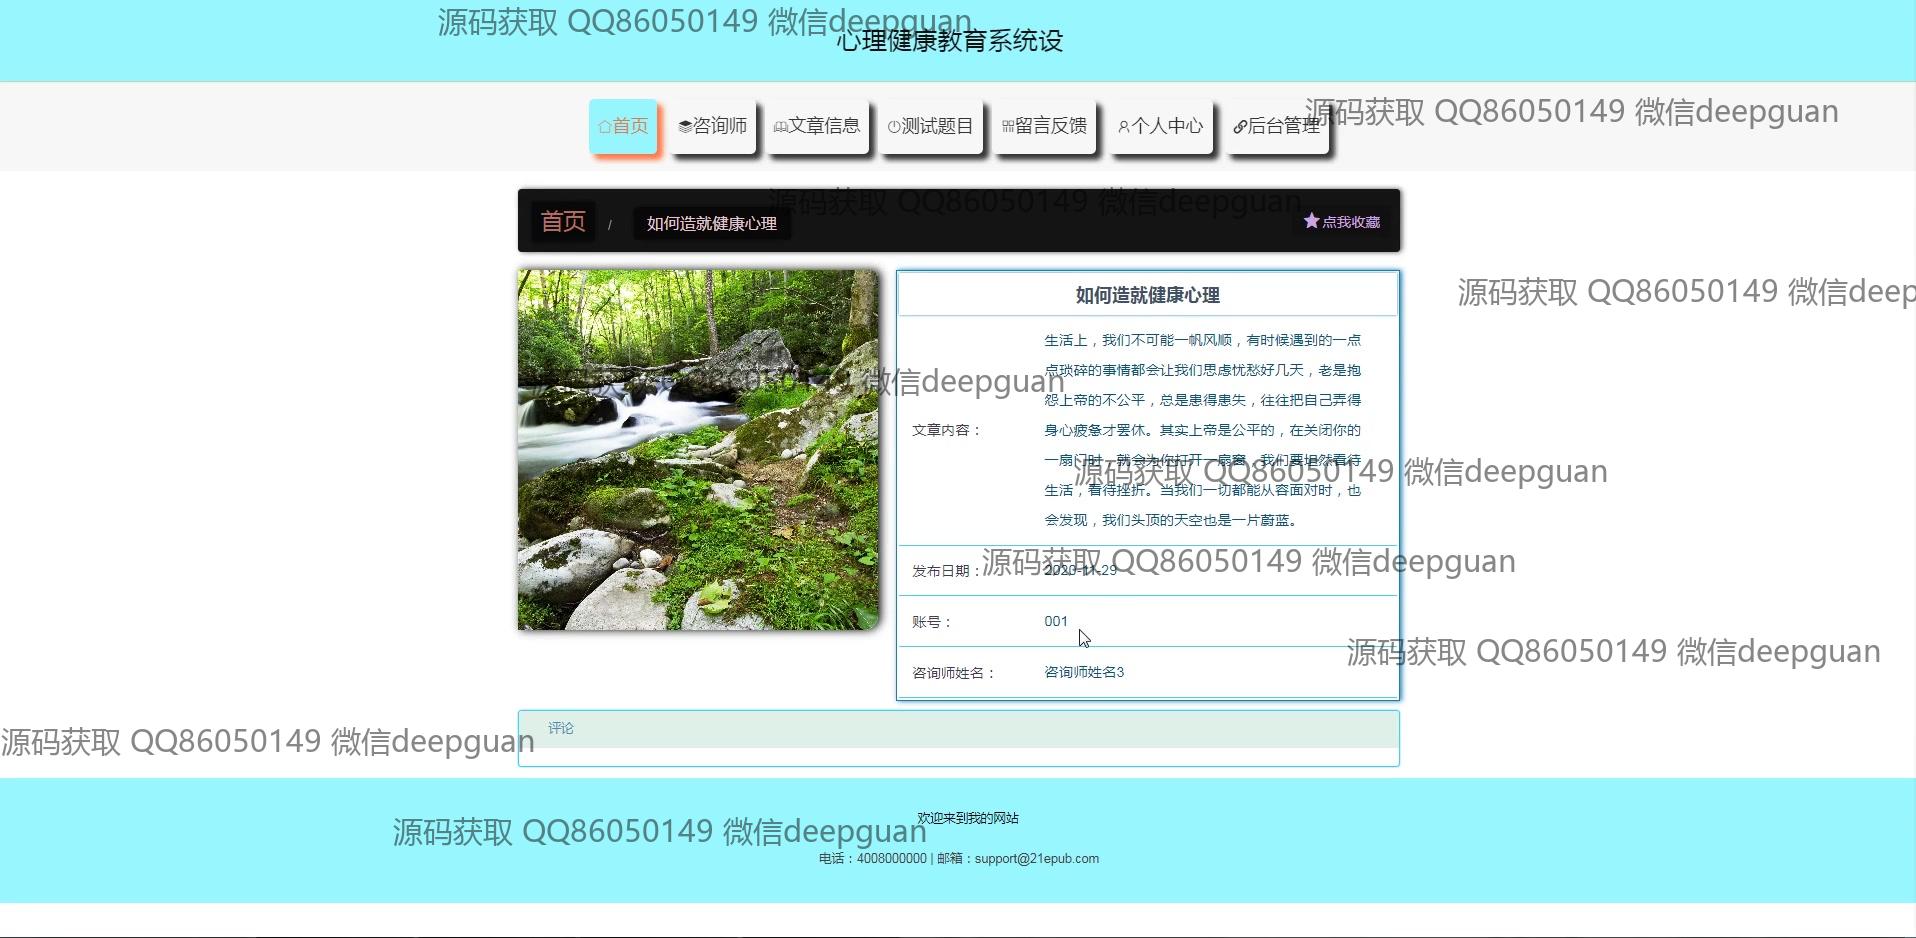 源码获取 QQ86050149 微信deepguan
心理健康教育系统设
首页
咨询师
文章信息
测试题目
留言反馈
个人中心
后台管理
源码获取 QQ86050149 微信deepguan
首页 / 如何造就健康心理
源码获取 QQ86050149 微信deepguan
点我收藏
如何造就健康心理
源码获取 QQ86050149 微信deep
文章内容：
生活上，我们不可能一帆风顺，有时候遇到的一点
点琐碎的事情都会让我们思虑忧愁好几天，老是抱
怨上帝的不公平，总是患得患失，往往把自己弄得
身心疲惫才罢休。其实上帝是公平的，在关闭你的
一扇门时，就会为你打开一扇窗。我们要坦然看待
生活，看待挫折。当我们一切都能从容面对时，也
会发现，我们头顶的天空也是一片蔚蓝。
微信deepguan
源码获取 QQ86050149 微信deepguan
发布日期： 2020-11-29
源码获取 QQ86050149 微信deepguan
账号： 001
源码获取 QQ86050149 微信deepguan
咨询师姓名： 咨询师姓名3
评论
源码获取 QQ86050149 微信deepguan
欢迎来到我的网站
源码获取 QQ86050149 微信deepguan
电话：4008000000 | 邮箱：support@21epub.com